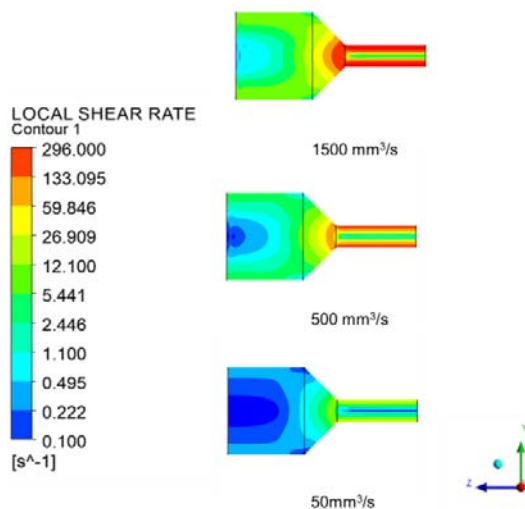 1500 mm³/s
LOCAL SHEAR RATE
Contour 1
296.000
133.095
59.846
26.909
12.100
5.441
2.446
1.100
0.495
0.222
0.100
[s^-1]
500 mm³/s
50mm³/s
Y
Z